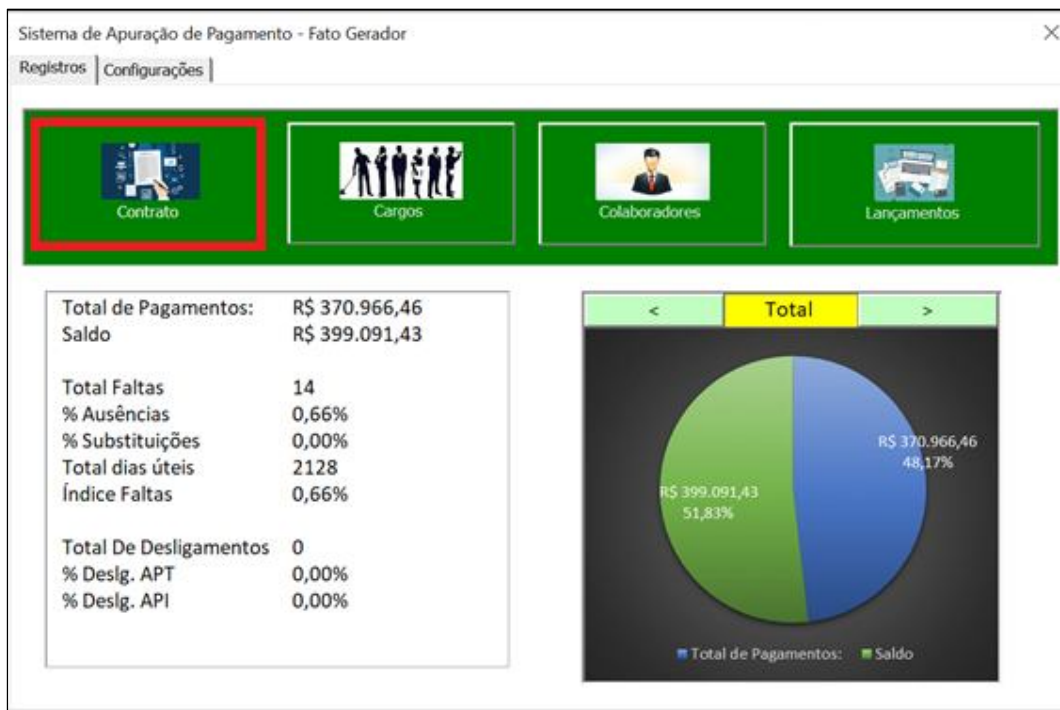 Sistema de Apuração de Pagamento - Fato Gerador
Registros
Configurações
Contrato
Cargos
Colaboradores
Lançamentos
Total de Pagamentos: R$ 370.966,46
Saldo R$ 399.091,43
Total Faltas 14
% Ausências 0,66%
% Substituições 0,00%
Total dias úteis 2128
Índice Faltas 0,66%
Total De Desligamentos 0
% Deslg. APT 0,00%
% Deslg. API 0,00%
< Total >
R$ 370.966,46
48,17%
R$ 399.091,43
51,83%
Total de Pagamentos: Saldo